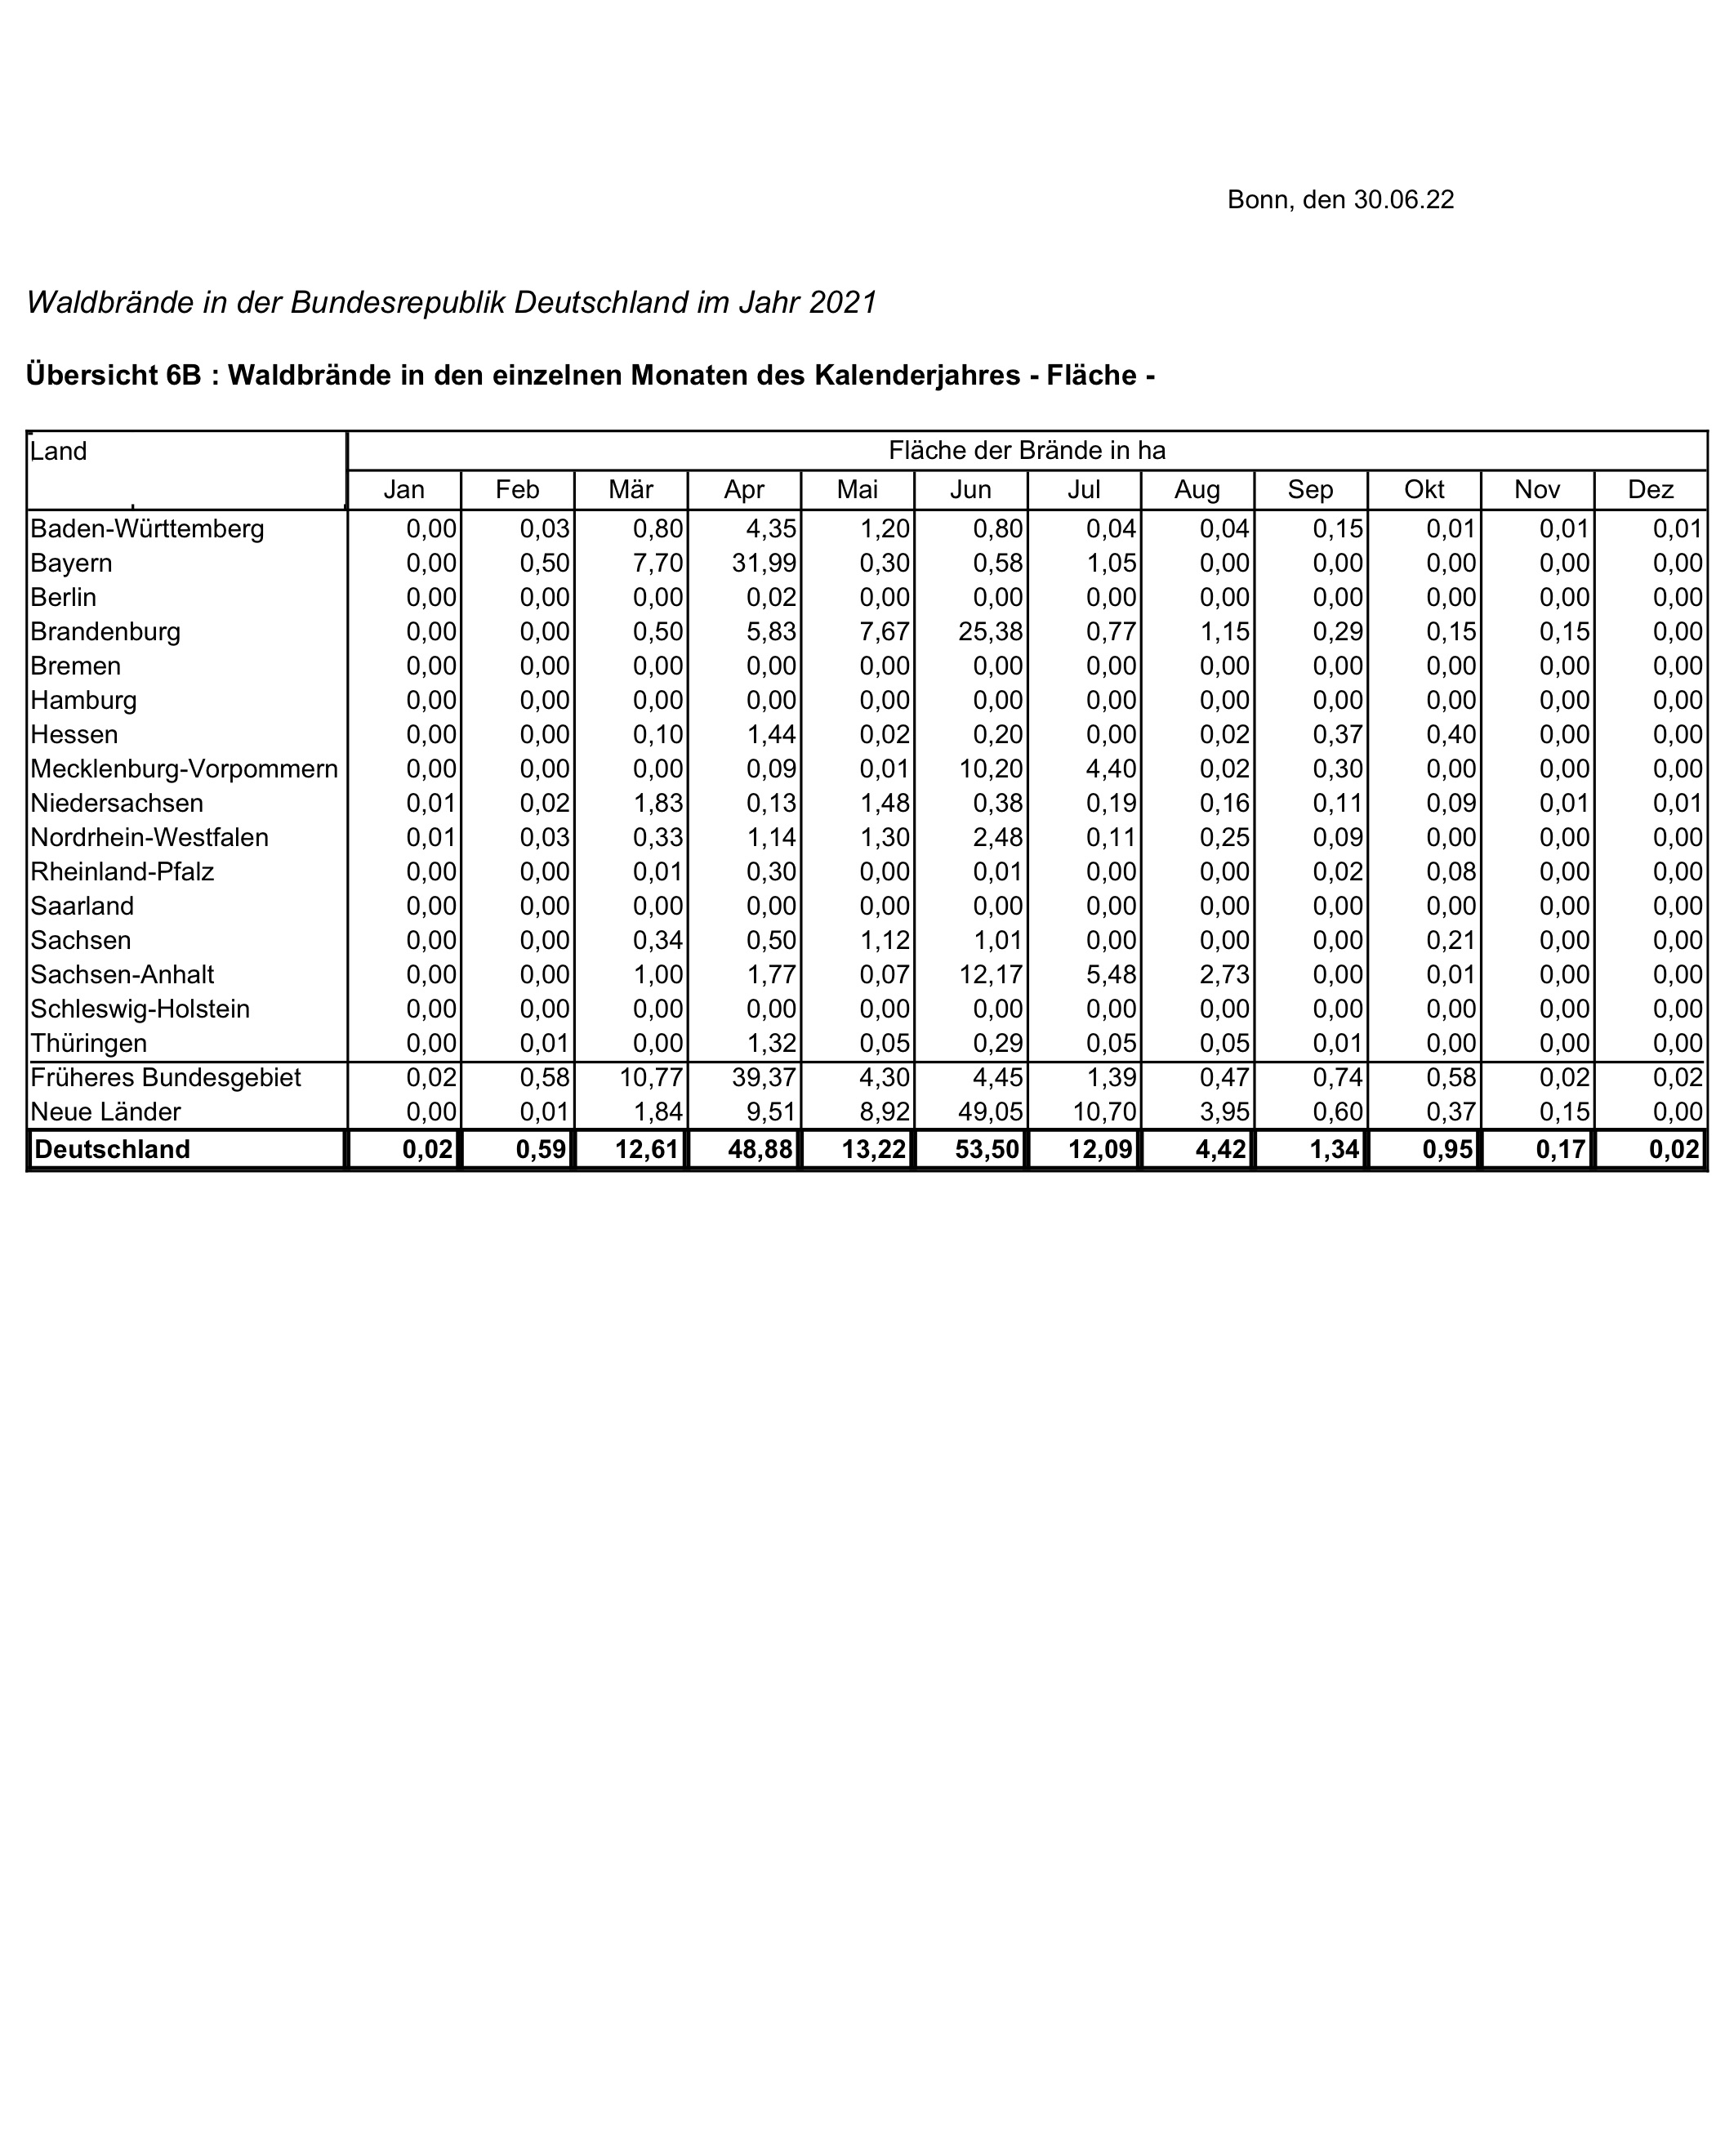 Bonn, den 30.06.22
Waldbrände in der Bundesrepublik Deutschland im Jahr 2021
Übersicht 6B : Waldbrände in den einzelnen Monaten des Kalenderjahres - Fläche -
Land Fläche der Brände in ha
Jan Feb Mär Apr Mai Jun Jul Aug Sep Okt Nov Dez
Baden-Württemberg 0,00 0,03 0,80 4,35 1,20 0,80 0,04 0,04 0,15 0,01 0,01 0,01
Bayern 0,00 0,50 7,70 31,99 0,30 0,58 1,05 0,00 0,00 0,00 0,00 0,00
Berlin 0,00 0,00 0,00 0,02 0,00 0,00 0,00 0,00 0,00 0,00 0,00 0,00
Brandenburg 0,00 0,00 0,50 5,83 7,67 25,38 0,77 1,15 0,29 0,15 0,15 0,00
Bremen 0,00 0,00 0,00 0,00 0,00 0,00 0,00 0,00 0,00 0,00 0,00 0,00
Hamburg 0,00 0,00 0,00 0,00 0,00 0,00 0,00 0,00 0,00 0,00 0,00 0,00
Hessen 0,00 0,00 0,10 1,44 0,02 0,20 0,00 0,02 0,37 0,40 0,00 0,00
Mecklenburg-Vorpommern 0,00 0,00 0,00 0,09 0,01 10,20 4,40 0,02 0,30 0,00 0,00 0,00
Niedersachsen 0,01 0,02 1,83 0,13 1,48 0,38 0,19 0,16 0,11 0,09 0,01 0,01
Nordrhein-Westfalen 0,01 0,03 0,33 1,14 1,30 2,48 0,11 0,25 0,09 0,00 0,00 0,00
Rheinland-Pfalz 0,00 0,00 0,01 0,30 0,00 0,01 0,00 0,00 0,02 0,08 0,00 0,00
Saarland 0,00 0,00 0,00 0,00 0,00 0,00 0,00 0,00 0,00 0,00 0,00 0,00
Sachsen 0,00 0,00 0,34 0,50 1,12 1,01 0,00 0,00 0,00 0,21 0,00 0,00
Sachsen-Anhalt 0,00 0,00 1,00 1,77 0,07 12,17 5,48 2,73 0,00 0,01 0,00 0,00
Schleswig-Holstein 0,00 0,00 0,00 0,00 0,00 0,00 0,00 0,00 0,00 0,00 0,00 0,00
Thüringen 0,00 0,01 0,00 1,32 0,05 0,29 0,05 0,05 0,01 0,00 0,00 0,00
Früheres Bundesgebiet 0,02 0,58 10,77 39,37 4,30 4,45 1,39 0,47 0,74 0,58 0,02 0,02
Neue Länder 0,00 0,01 1,84 9,51 8,92 49,05 10,70 3,95 0,60 0,37 0,15 0,00
Deutschland 0,02 0,59 12,61 48,88 13,22 53,50 12,09 4,42 1,34 0,95 0,17 0,02